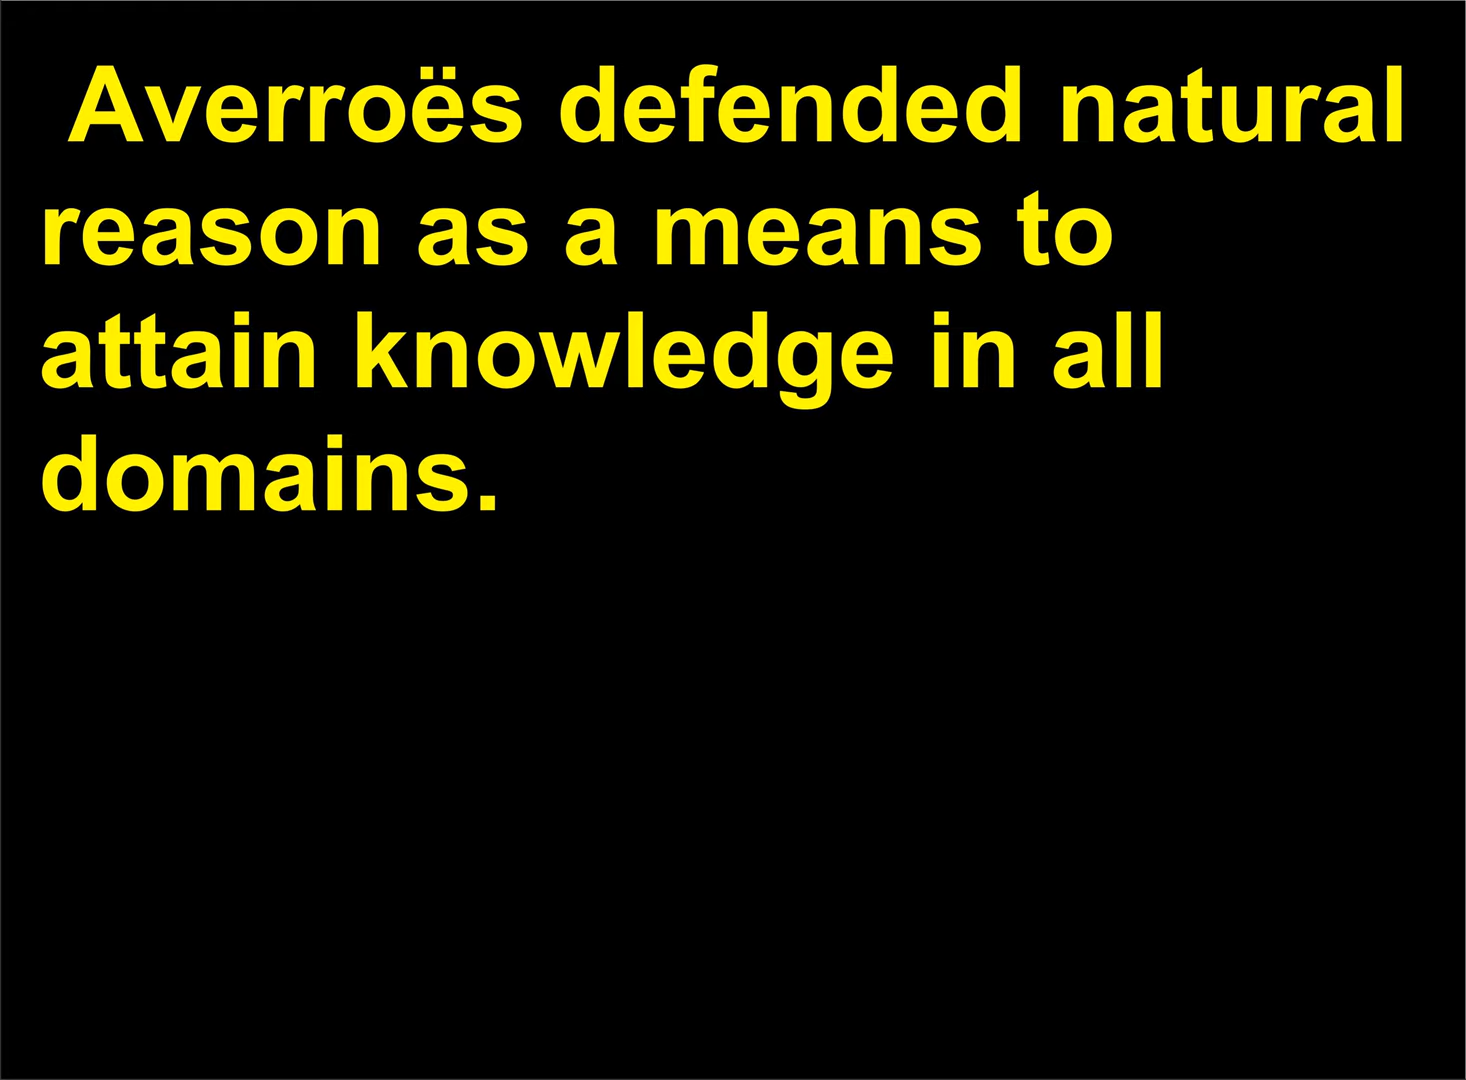 Averroës defended natural
reason as a means to
attain knowledge in all
domains.